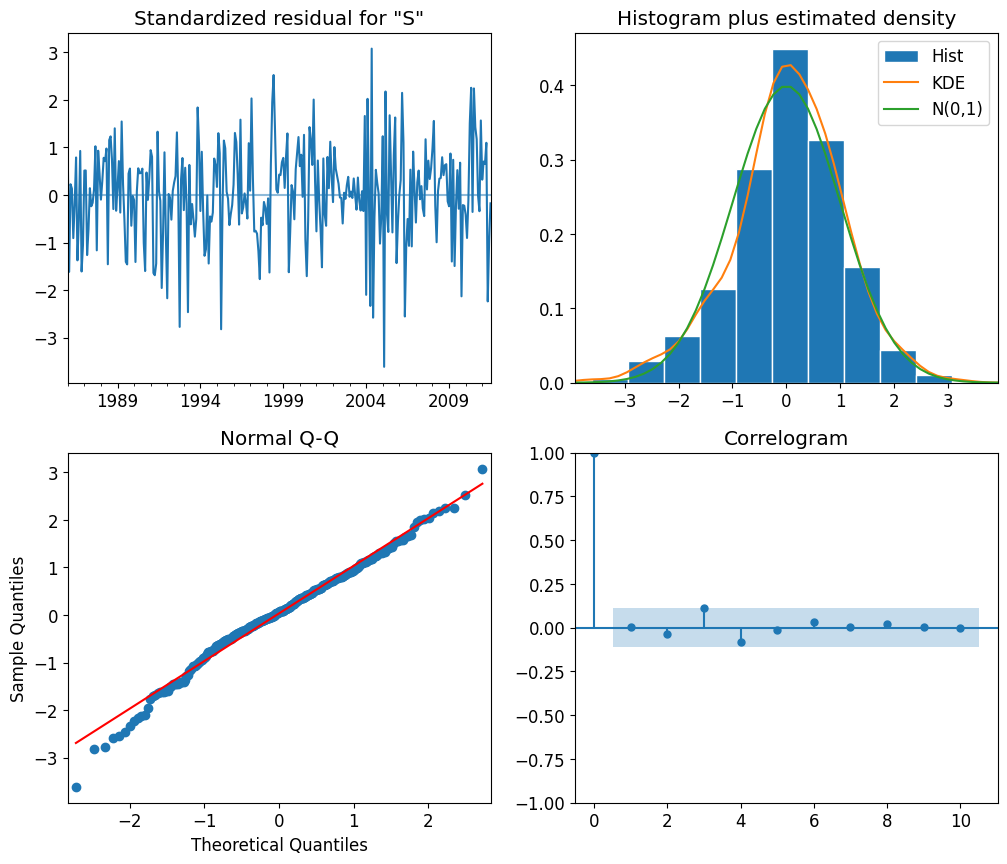 Standardized residual for "S"
3
2
1
0
−1
−2
−3
1989 1994 1999 2004 2009
Histogram plus estimated density
Hist
KDE
N(0,1)
0.4
0.3
0.2
0.1
0.0
−3 −2 −1 0 1 2 3
Normal Q-Q
Sample Quantiles
3
2
1
0
−1
−2
−3
−2 −1 0 1 2
Theoretical Quantiles
Correlogram
1.00
0.75
0.50
0.25
0.00
−0.25
−0.50
−0.75
−1.00
0 2 4 6 8 10